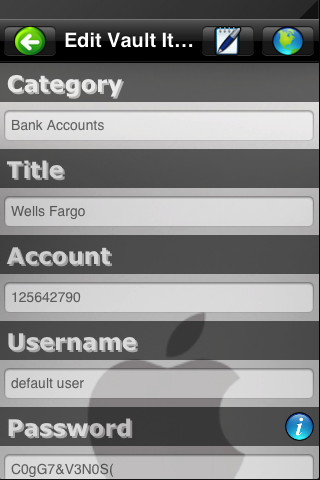 Edit Vault It...
Category
Bank Accounts
Title
Wells Fargo
Account
125642790
Username
default user
Password
C0gG7&V3N0S(